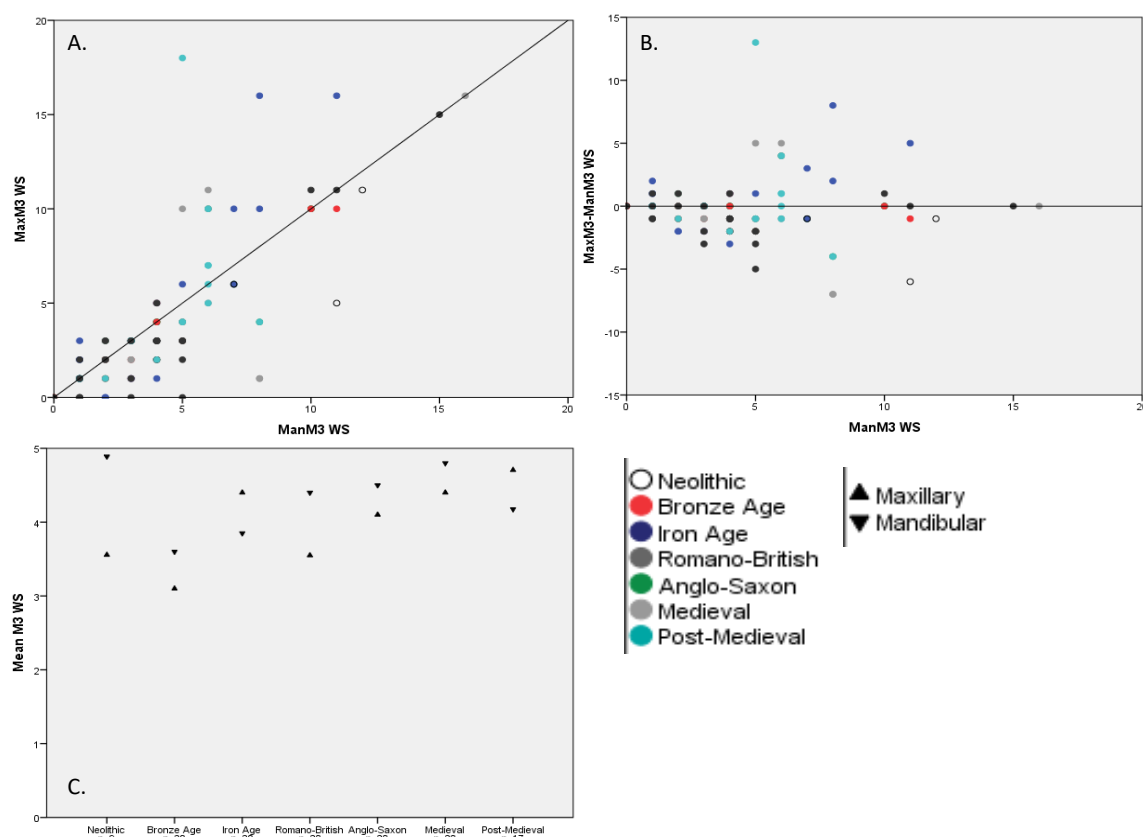 A.
20
15
10
5
0
MaxM3 WS
0 5 10 15 20
ManM3 WS
B.
15
10
5
0
-5
-10
-15
MaxM3-ManM3 WS
0 5 10 15 20
ManM3 WS
5
4
3
2
1
0
Mean M3 WS
C.
Neolithic Bronze Age Iron Age Romano-British Anglo-Saxon Medieval Post-Medieval
Neolithic
Bronze Age
Iron Age
Romano-British
Anglo-Saxon
Medieval
Post-Medieval
Maxillary
Mandibular